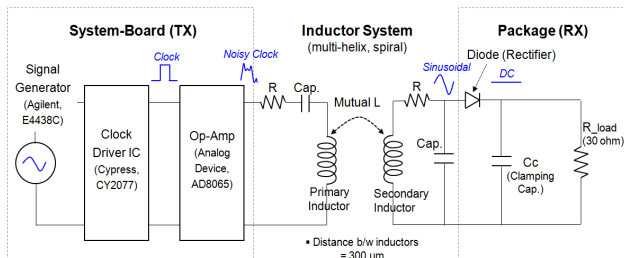 System-Board (TX)
Inductor System
(multi-helix, spiral)
Package (RX)
Signal
Generator
(Agilent,
E4438C)
Clock
Clock
Driver IC
(Cypress,
CY2077)
Noisy Clock
Op-Amp
(Analog
Device,
AD8065)
R
Cap.
Mutual L
Primary
Inductor
Secondary
Inductor
R
Sinusoidal
Cap.
Diode (Rectifier)
DC
Cc
(Clamping
Cap.)
R_load
(30 ohm)
▪ Distance b/w inductors
= 300 um